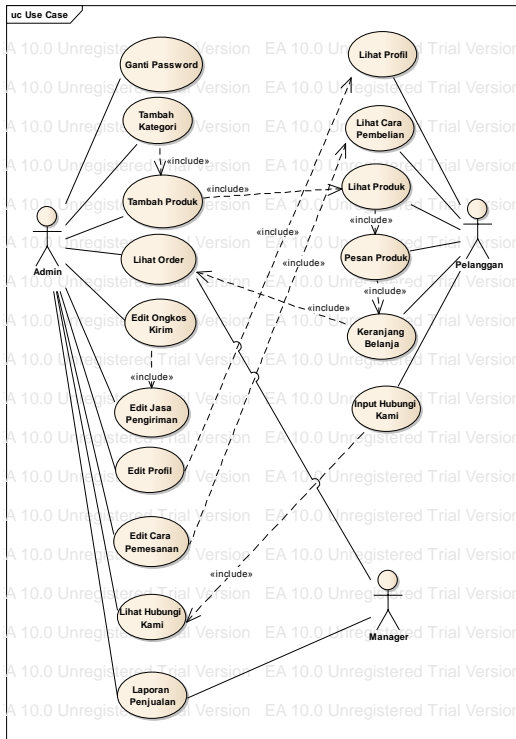 uc Use Case
Ganti Password
Lihat Profil
Tambah
Kategori
Lihat Cara
Pembelian
«include»
Tambah Produk
«include»
Lihat Produk
«include»
«include»
Admin
Lihat Order
Pesan Produk
Pelanggan
«include»
«include»
«include»
Edit Ongkos
Kirim
Keranjang
Belanja
«include»
Edit Jasa
Pengiriman
Input Hubungi
Kami
Edit Profil
Edit Cara
Pemesanan
«include»
Lihat Hubungi
Kami
Manager
Laporan
Penjualan
EA 10.0 Unregistered Trial Version